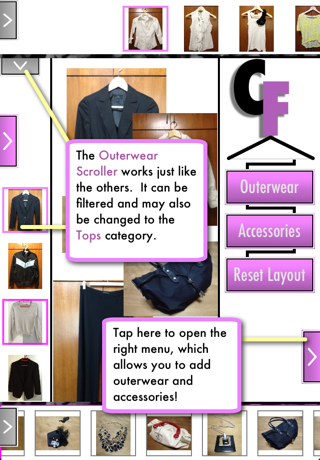 CF
The Outerwear
Scroller works just like
the others.  It can be
filtered and may also
be changed to the
Tops category.
Outerwear
Accessories
Reset Layout
Tap here to open the
right menu, which
allows you to add
outerwear and
accessories!